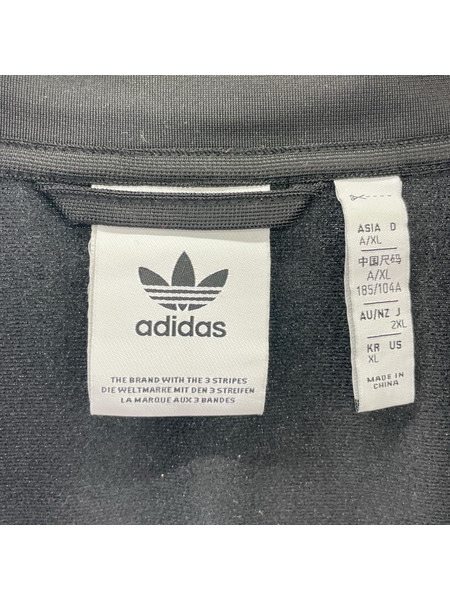 adidas
THE BRAND WITH THE 3 STRIPES
DIE WELTMARKE MIT DEN 3 STREIFEN
LA MARQUE AUX 3 BANDES
ASIA D
A/XL
中国尺码
A/XL
185/104A
AU/NZ J
2XL
KR US
XL
MADE IN
CHINA